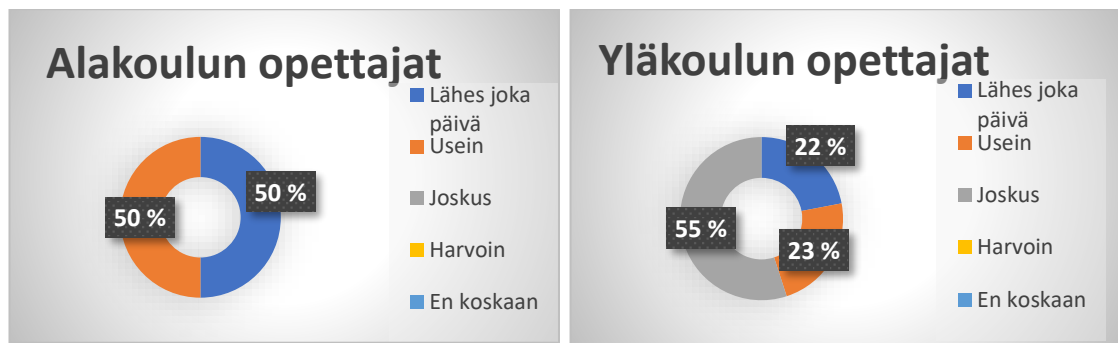 Alakoulun opettajat
Lähes joka
päivä
Usein
Joskus
Harvoin
En koskaan
50 %
50 %
Yläkoulun opettajat
Lähes joka
päivä
Usein
Joskus
Harvoin
En koskaan
22 %
55 %
23 %